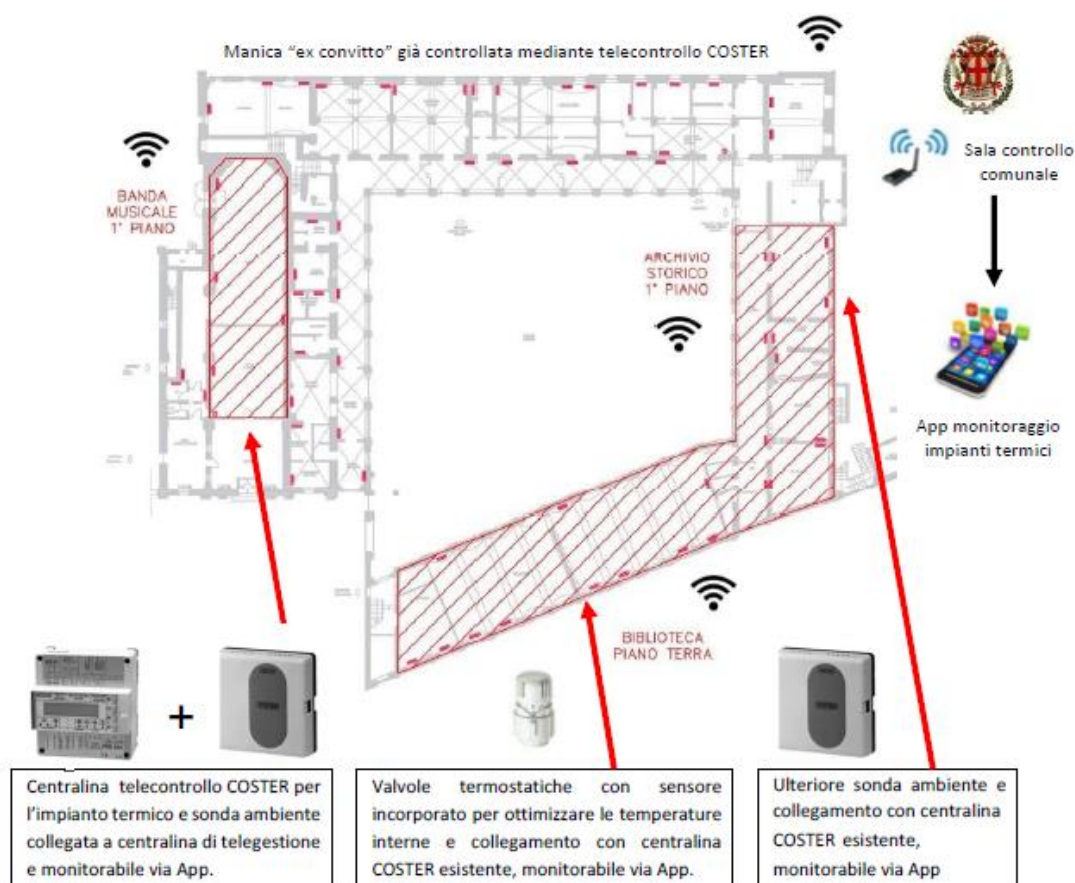 Manica "ex convitto" già controllata mediante telecontrollo COSTER
Sala controllo
comunale
BANDA
MUSICALE
1° PIANO
ARCHIVIO
STORICO
1° PIANO
App monitoraggio
impianti termici
BIBLIOTECA
PIANO TERRA
+
Centralina telecontrollo COSTER per
l'impianto termico e sonda ambiente
collegata a centralina di telegestione
e monitorabile via App.
Valvole termostatiche con sensore
incorporato per ottimizzare le temperature
interne e collegamento con centralina
COSTER esistente, monitorabile via App.
Ulteriore sonda ambiente e
collegamento con centralina
COSTER esistente,
monitorabile via App